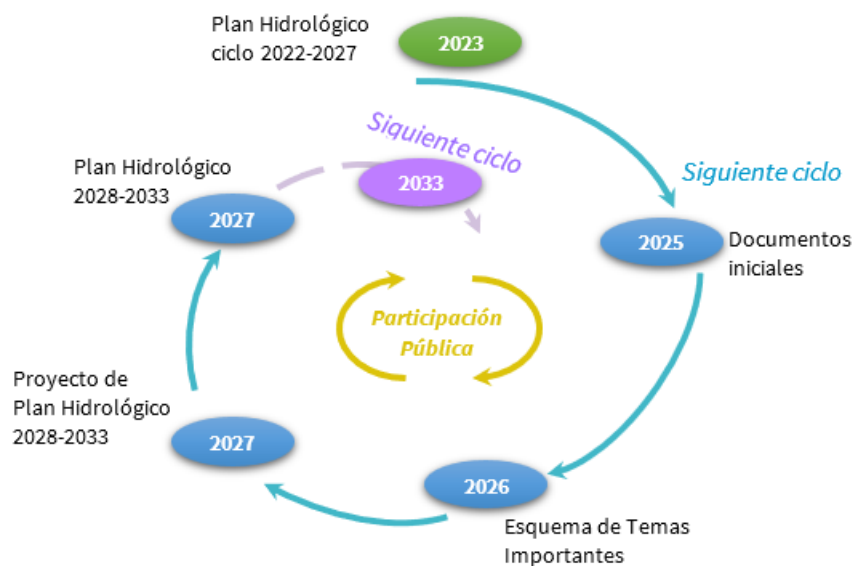 Plan Hidrológico
ciclo 2022-2027
2023
Siguiente ciclo
2033
Siguiente ciclo
Plan Hidrológico
2028-2033
2027
2025
Documentos
iniciales
Participación
Pública
Proyecto de
Plan Hidrológico
2028-2033
2027
2026
Esquema de Temas
Importantes